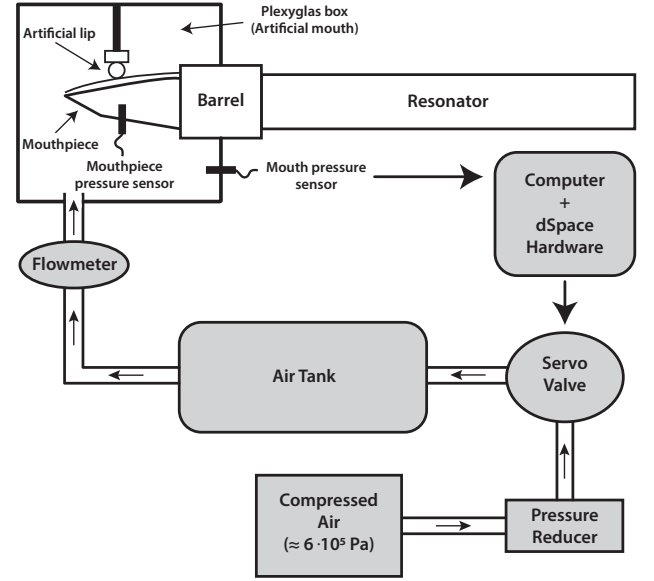 Plexyglas box
(Artificial mouth)
Artificial lip
Barrel
Resonator
Mouthpiece
Mouthpiece
pressure sensor
Mouth pressure
sensor
Computer
+
dSpace
Hardware
Flowmeter
Air Tank
Servo
Valve
Compressed
Air
(≈ 6 ·10⁵ Pa)
Pressure
Reducer